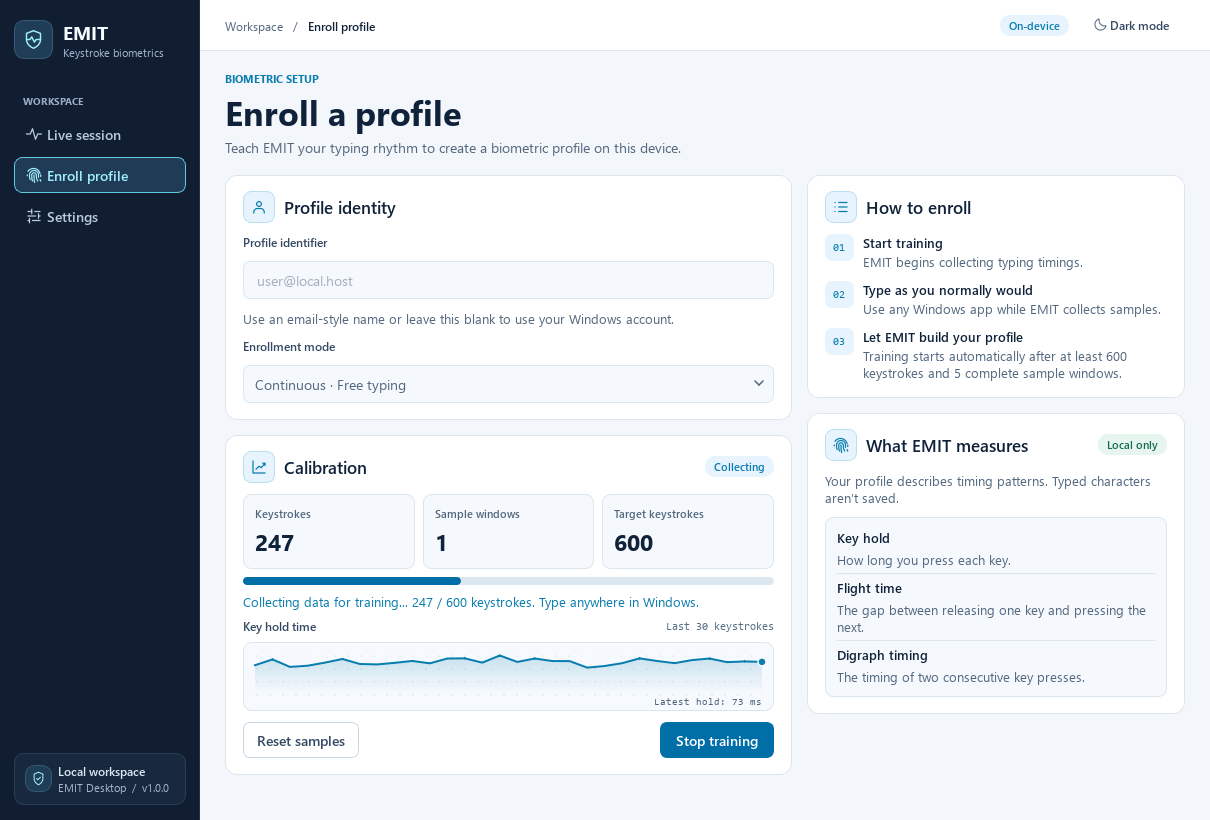 EMIT
Keystroke biometrics
WORKSPACE
Live session
Enroll profile
Settings
Local workspace
EMIT Desktop / v1.0.0
Workspace / Enroll profile
On-device
Dark mode
BIOMETRIC SETUP
Enroll a profile
Teach EMIT your typing rhythm to create a biometric profile on this device.
Profile identity
Profile identifier
user@local.host
Use an email-style name or leave this blank to use your Windows account.
Enrollment mode
Continuous · Free typing
Calibration
Collecting
Keystrokes
247
Sample windows
1
Target keystrokes
600
Collecting data for training... 247 / 600 keystrokes. Type anywhere in Windows.
Key hold time
Last 30 keystrokes
Latest hold: 73 ms
Reset samples
Stop training
How to enroll
01
Start training
EMIT begins collecting typing timings.
02
Type as you normally would
Use any Windows app while EMIT collects samples.
03
Let EMIT build your profile
Training starts automatically after at least 600
keystrokes and 5 complete sample windows.
What EMIT measures
Local only
Your profile describes timing patterns. Typed characters
aren't saved.
Key hold
How long you press each key.
Flight time
The gap between releasing one key and pressing the
next.
Digraph timing
The timing of two consecutive key presses.